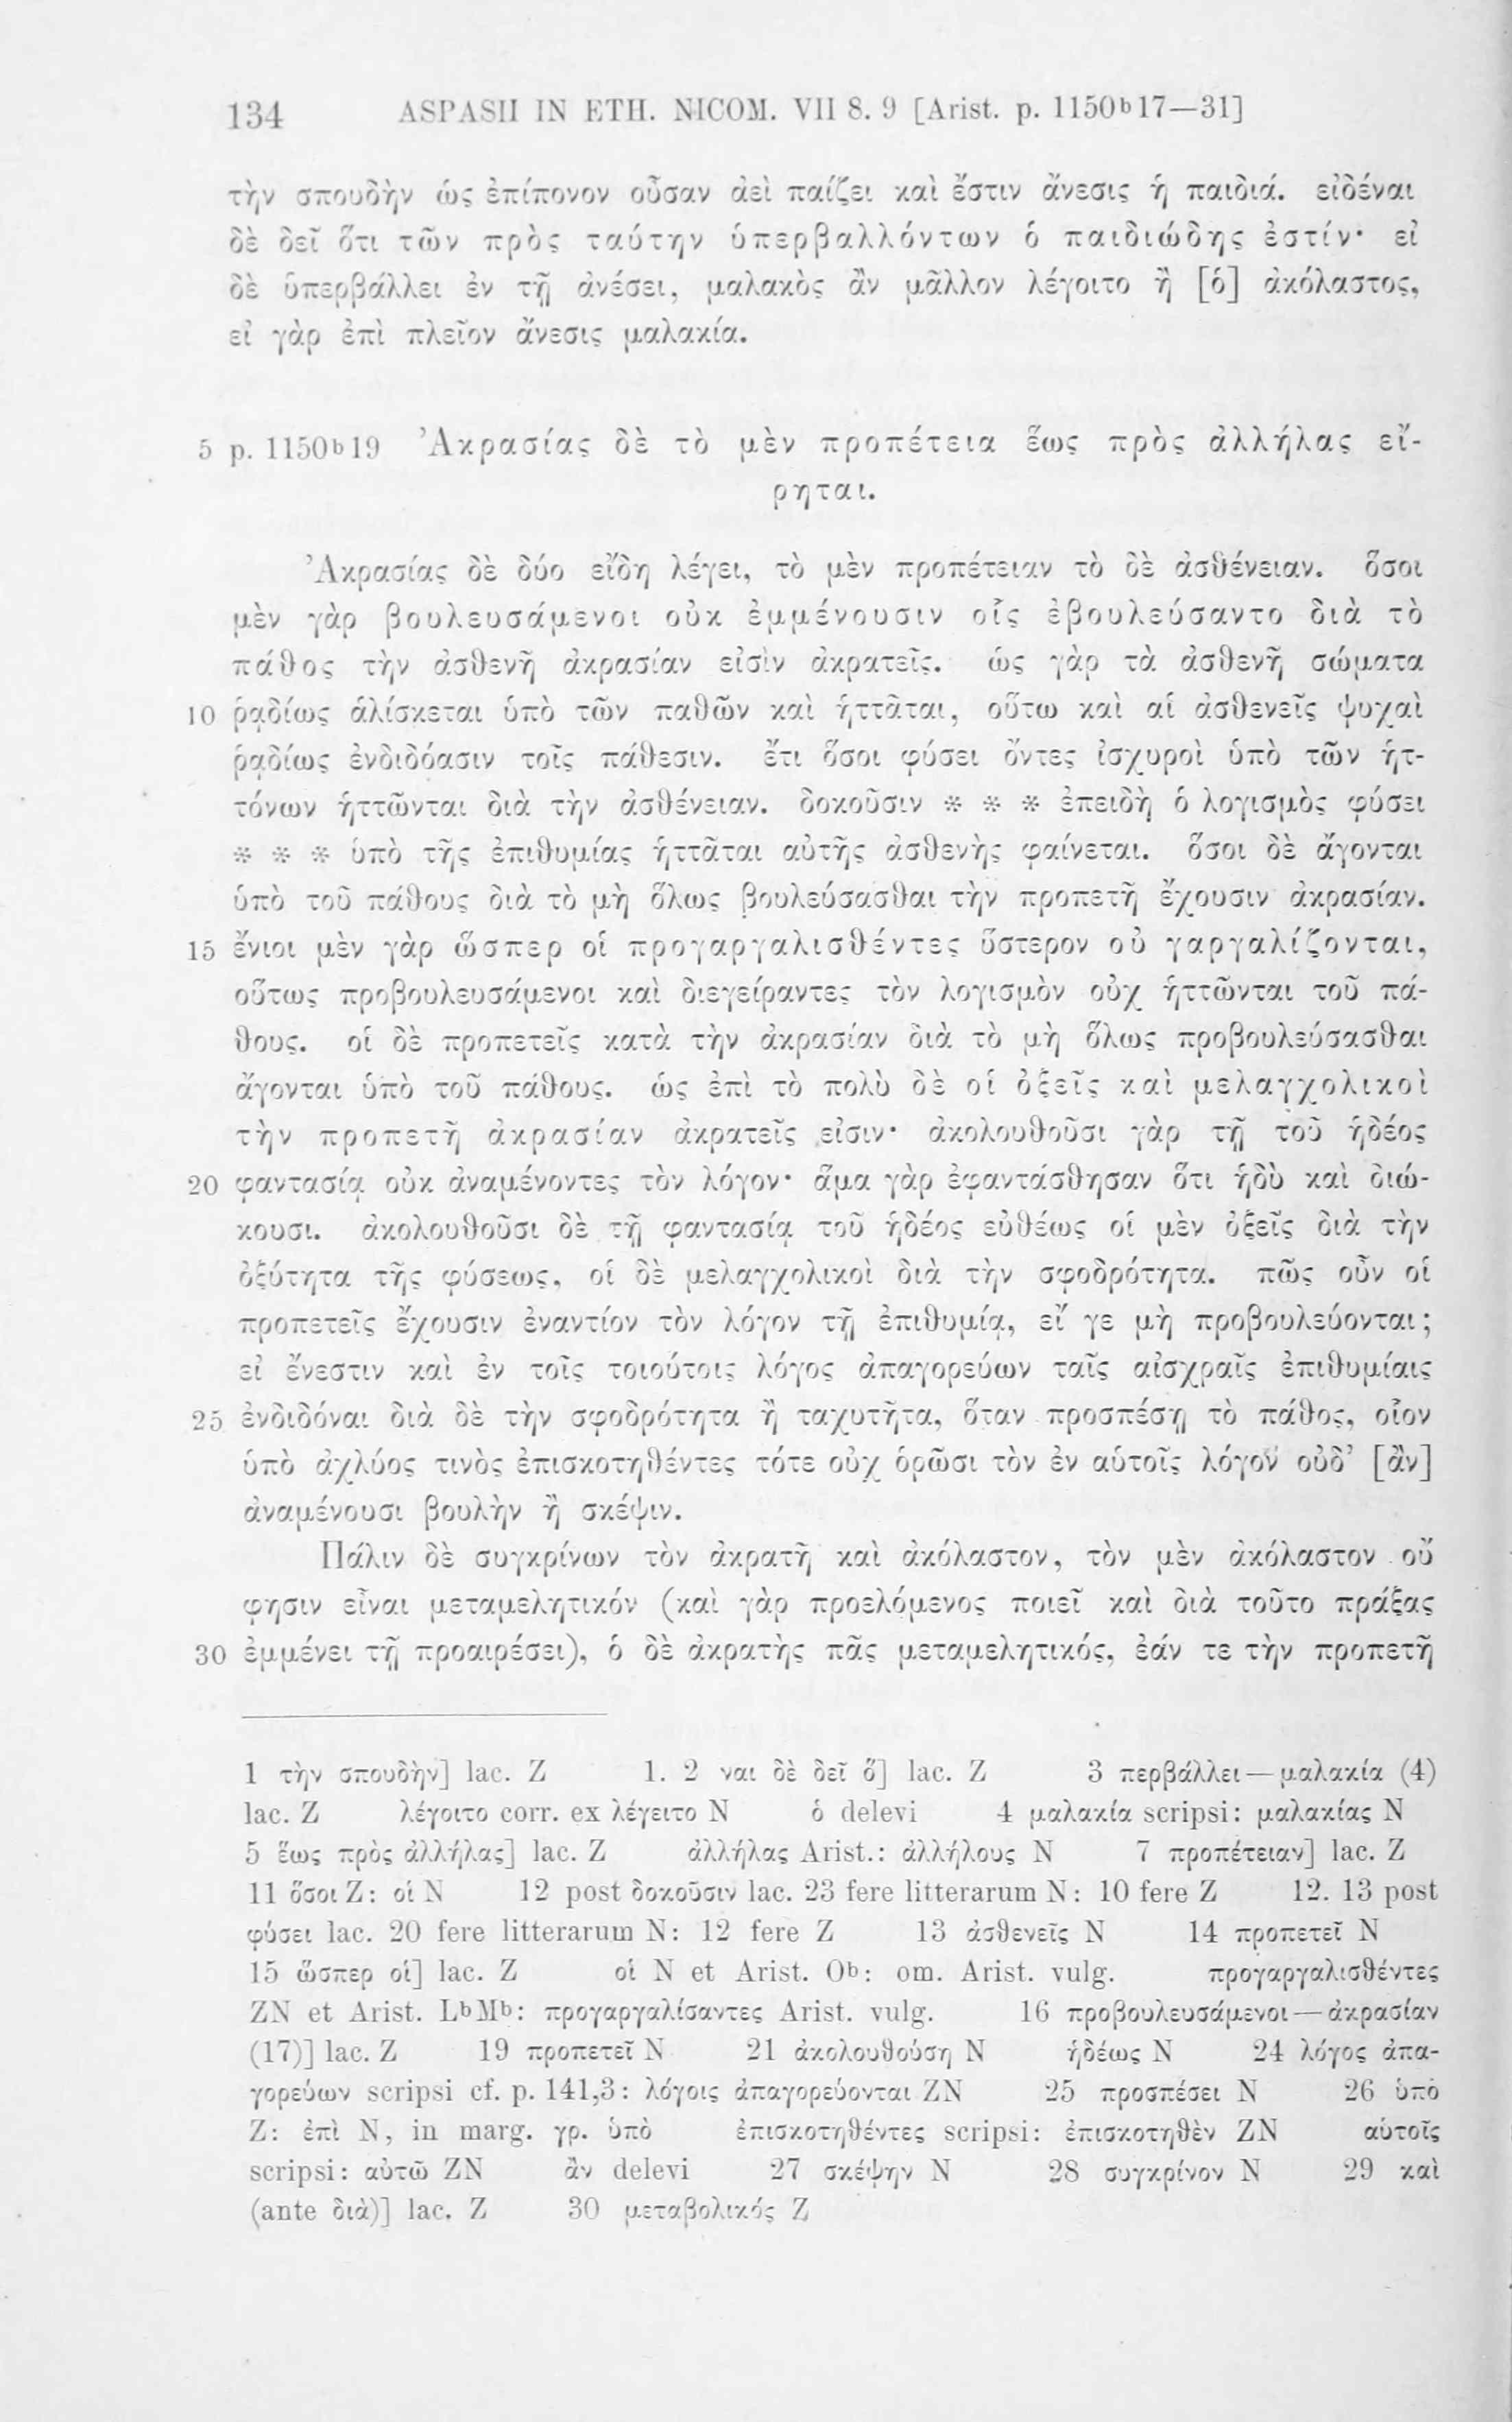 134 ASPASII IN ETH. NICOM. VII 8. 9 [Arist. p. 1150ᵇ17—31]
τὴν σπουδὴν ὡς ἐπίπονον οὖσαν ἀεὶ παίζει καὶ ἔστιν ἄνεσις ἡ παιδιά. εἰδέναι
δὲ δεῖ ὅτι τῶν πρὸς ταύτην ὑπερβαλλόντων ὁ παιδιώδης ἐστίν· εἰ
δὲ ὑπερβάλλει ἐν τῇ ἀνέσει, μαλακὸς ἂν μᾶλλον λέγοιτο ἢ [ὁ] ἀκόλαστος,
εἰ γὰρ ἐπὶ πλεῖον ἄνεσις μαλακία.
5 p. 1150ᵇ19 Ἀκρασίας δὲ τὸ μὲν προπέτεια ἕως πρὸς ἀλλήλας εἴ-
ρηται.
Ἀκρασίας δὲ δύο εἴδη λέγει, τὸ μὲν προπέτειαν τὸ δὲ ἀσθένειαν. ὅσοι
μὲν γὰρ βουλευσάμενοι οὐκ ἐμμένουσιν οἷς ἐβουλεύσαντο διὰ τὸ
πάθος τὴν ἀσθενῆ ἀκρασίαν εἰσὶν ἀκρατεῖς. ὡς γὰρ τὰ ἀσθενῆ σώματα
10 ῥᾳδίως ἁλίσκεται ὑπὸ τῶν παθῶν καὶ ἡττᾶται, οὕτω καὶ αἱ ἀσθενεῖς ψυχαὶ
ῥᾳδίως ἐνδιδόασιν τοῖς πάθεσιν. ἔτι ὅσοι φύσει ὄντες ἰσχυροὶ ὑπὸ τῶν ἡτ-
τόνων ἡττῶνται διὰ τὴν ἀσθένειαν. δοκοῦσιν * * * ἐπειδὴ ὁ λογισμὸς φύσει
* * * ὑπὸ τῆς ἐπιθυμίας ἡττᾶται αὐτῆς ἀσθενὴς φαίνεται. ὅσοι δὲ ἄγονται
ὑπὸ τοῦ πάθους διὰ τὸ μὴ ὅλως βουλεύσασθαι τὴν προπετῆ ἔχουσιν ἀκρασίαν.
15 ἔνιοι μὲν γὰρ ὥσπερ οἱ προγαργαλισθέντες ὕστερον οὐ γαργαλίζονται,
οὕτως προβουλευσάμενοι καὶ διεγείραντες τὸν λογισμὸν οὐχ ἡττῶνται τοῦ πά-
θους. οἱ δὲ προπετεῖς κατὰ τὴν ἀκρασίαν διὰ τὸ μὴ ὅλως προβουλεύσασθαι
ἄγονται ὑπὸ τοῦ πάθους. ὡς ἐπὶ τὸ πολὺ δὲ οἱ ὀξεῖς καὶ μελαγχολικοὶ
τὴν προπετῆ ἀκρασίαν ἀκρατεῖς εἰσιν· ἀκολουθοῦσι γὰρ τῇ τοῦ ἡδέος
20 φαντασίᾳ οὐκ ἀναμένοντες τὸν λόγον· ἅμα γὰρ ἐφαντάσθησαν ὅτι ἡδὺ καὶ διώ-
κουσι. ἀκολουθοῦσι δὲ τῇ φαντασίᾳ τοῦ ἡδέος εὐθέως οἱ μὲν ὀξεῖς διὰ τὴν
ὀξύτητα τῆς φύσεως, οἱ δὲ μελαγχολικοὶ διὰ τὴν σφοδρότητα. πῶς οὖν οἱ
προπετεῖς ἔχουσιν ἐναντίον τὸν λόγον τῇ ἐπιθυμίᾳ, εἴ γε μὴ προβουλεύονται;
εἰ ἔνεστιν καὶ ἐν τοῖς τοιούτοις λόγος ἀπαγορεύων ταῖς αἰσχραῖς ἐπιθυμίαις
25 ἐνδιδόναι διὰ δὲ τὴν σφοδρότητα ἢ ταχυτῆτα, ὅταν προσπέσῃ τὸ πάθος, οἷον
ὑπὸ ἀχλύος τινὸς ἐπισκοτηθέντες τότε οὐχ ὁρῶσι τὸν ἐν αὑτοῖς λόγον οὐδ’ [ἂν]
ἀναμένουσι βουλὴν ἢ σκέψιν.
Πάλιν δὲ συγκρίνων τὸν ἀκρατῆ καὶ ἀκόλαστον, τὸν μὲν ἀκόλαστον οὔ
φησιν εἶναι μεταμελητικόν (καὶ γὰρ προελόμενος ποιεῖ καὶ διὰ τοῦτο πράξας
30 ἐμμένει τῇ προαιρέσει), ὁ δὲ ἀκρατὴς πᾶς μεταμελητικός, ἐάν τε τὴν προπετῆ
1 τὴν σπουδὴν] lac. Z 1. 2 ναι δὲ δεῖ ὅ] lac. Z 3 περβάλλει—μαλακία (4)
lac. Z λέγοιτο corr. ex λέγειτο N ὁ delevi 4 μαλακία scripsi: μαλακίας N
5 ἕως πρὸς ἀλλήλας] lac. Z ἀλλήλας Arist.: ἀλλήλους N 7 προπέτειαν] lac. Z
11 ὅσοι Z: οἱ N 12 post δοκοῦσιν lac. 23 fere litterarum N: 10 fere Z 12. 13 post
φύσει lac. 20 fere litterarum N: 12 fere Z 13 ἀσθενεῖς N 14 προπετεῖ N
15 ὥσπερ οἱ] lac. Z οἱ N et Arist. Oᵇ: om. Arist. vulg. προγαργαλισθέντες
ZN et Arist. LᵇMᵇ: προγαργαλίσαντες Arist. vulg. 16 προβουλευσάμενοι—ἀκρασίαν
(17)] lac. Z 19 προπετεῖ N 21 ἀκολουθούση N ἡδέως N 24 λόγος ἀπα-
γορεύων scripsi cf. p. 141,3: λόγοις ἀπαγορεύονται ZN 25 προσπέσει N 26 ὑπὸ
Z: ἐπὶ N, in marg. γρ. ὑπὸ ἐπισκοτηθέντες scripsi: ἐπισκοτηθὲν ZN αὑτοῖς
scripsi: αὐτῶ ZN ἂν delevi 27 σκέψην N 28 συγκρίνον N 29 καὶ
(ante διὰ)] lac. Z 30 μεταβολικός Z